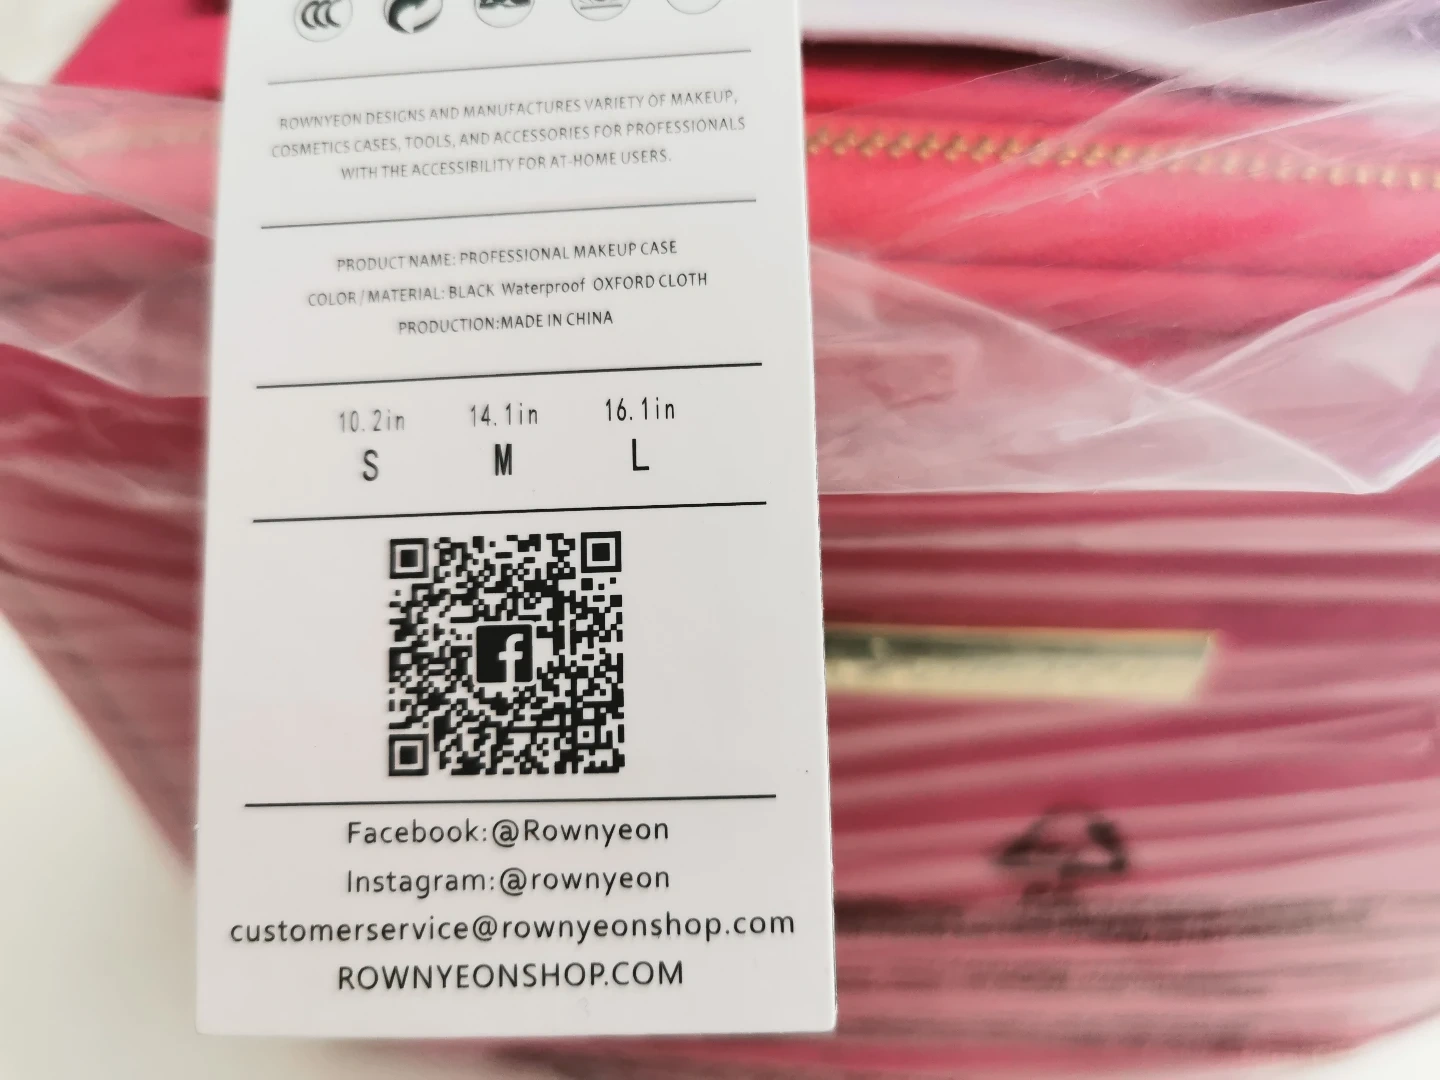 ROWNYEON DESIGNS AND MANUFACTURES VARIETY OF MAKEUP,
COSMETICS CASES, TOOLS, AND ACCESSORIES FOR PROFESSIONALS
WITH THE ACCESSIBILITY FOR AT-HOME USERS.
PRODUCT NAME: PROFESSIONAL MAKEUP CASE
COLOR/MATERIAL: BLACK Waterproof OXFORD CLOTH
PRODUCTION:MADE IN CHINA
10.2in 14.1in 16.1in
S M L
Facebook:@Rownyeon
Instagram:@rownyeon
customerservice@rownyeonshop.com
ROWNYEONSHOP.COM